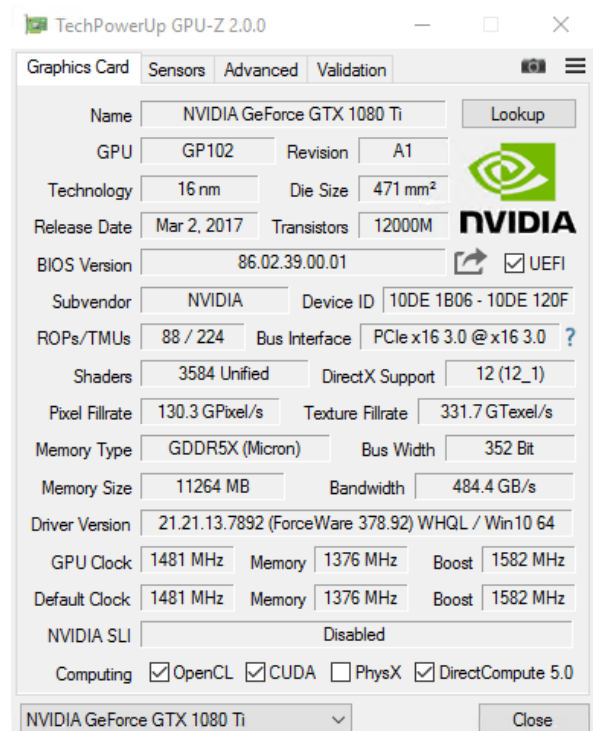 TechPowerUp GPU-Z 2.0.0
Graphics Card Sensors Advanced Validation
Name NVIDIA GeForce GTX 1080 Ti Lookup
GPU GP102 Revision A1
Technology 16 nm Die Size 471 mm²
Release Date Mar 2, 2017 Transistors 12000M
NVIDIA
BIOS Version 86.02.39.00.01 UEFI
Subvendor NVIDIA Device ID 10DE 1B06 - 10DE 120F
ROPs/TMUs 88 / 224 Bus Interface PCIe x16 3.0 @ x16 3.0 ?
Shaders 3584 Unified DirectX Support 12 (12_1)
Pixel Fillrate 130.3 GPixel/s Texture Fillrate 331.7 GTexel/s
Memory Type GDDR5X (Micron) Bus Width 352 Bit
Memory Size 11264 MB Bandwidth 484.4 GB/s
Driver Version 21.21.13.7892 (ForceWare 378.92) WHQL / Win10 64
GPU Clock 1481 MHz Memory 1376 MHz Boost 1582 MHz
Default Clock 1481 MHz Memory 1376 MHz Boost 1582 MHz
NVIDIA SLI Disabled
Computing OpenCL CUDA PhysX DirectCompute 5.0
NVIDIA GeForce GTX 1080 Ti Close